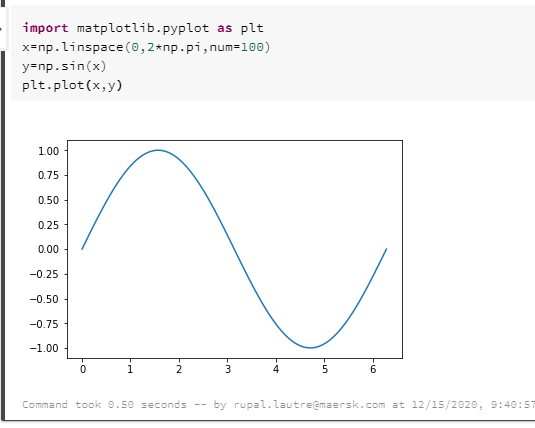 import matplotlib.pyplot as plt
x=np.linspace(0,2*np.pi,num=100)
y=np.sin(x)
plt.plot(x,y)
1.00
0.75
0.50
0.25
0.00
−0.25
−0.50
−0.75
−1.00
0 1 2 3 4 5 6
Command took 0.50 seconds -- by rupal.lautre@maersk.com at 12/15/2020, 9:40:57